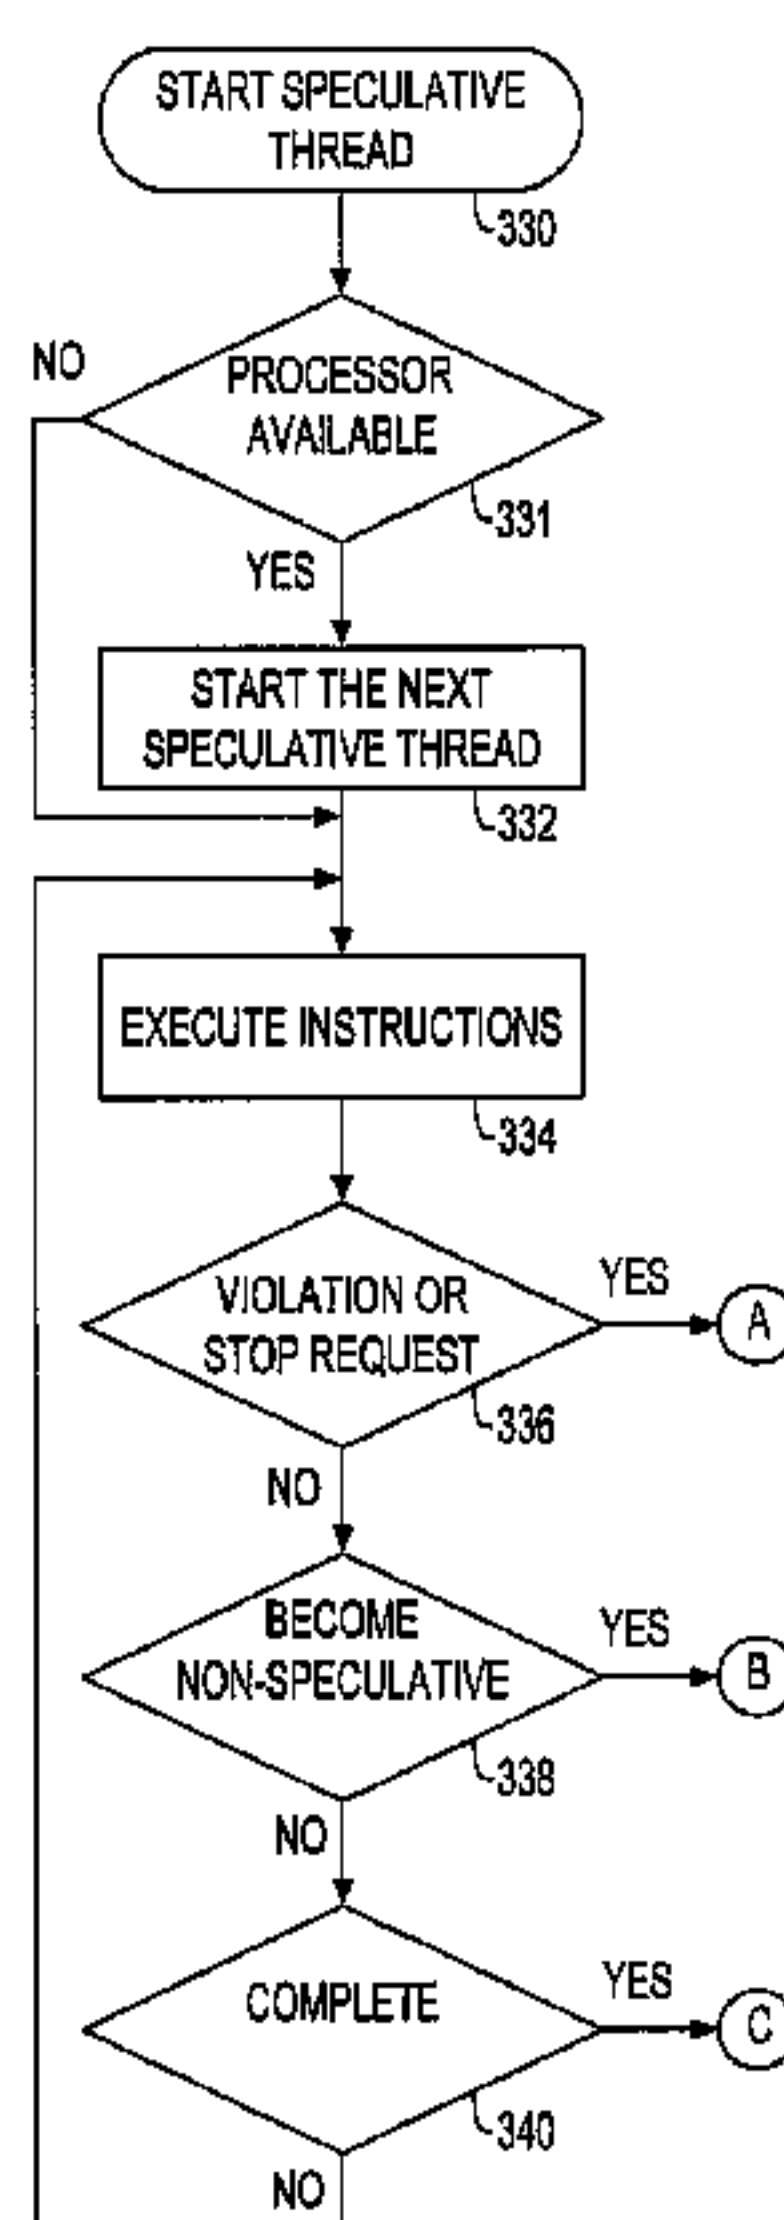 START SPECULATIVE
THREAD
330
NO
PROCESSOR
AVAILABLE
331
YES
START THE NEXT
SPECULATIVE THREAD
332
EXECUTE INSTRUCTIONS
334
VIOLATION OR
STOP REQUEST
YES
A
336
NO
BECOME
NON-SPECULATIVE
YES
B
338
NO
COMPLETE
YES
C
340
NO